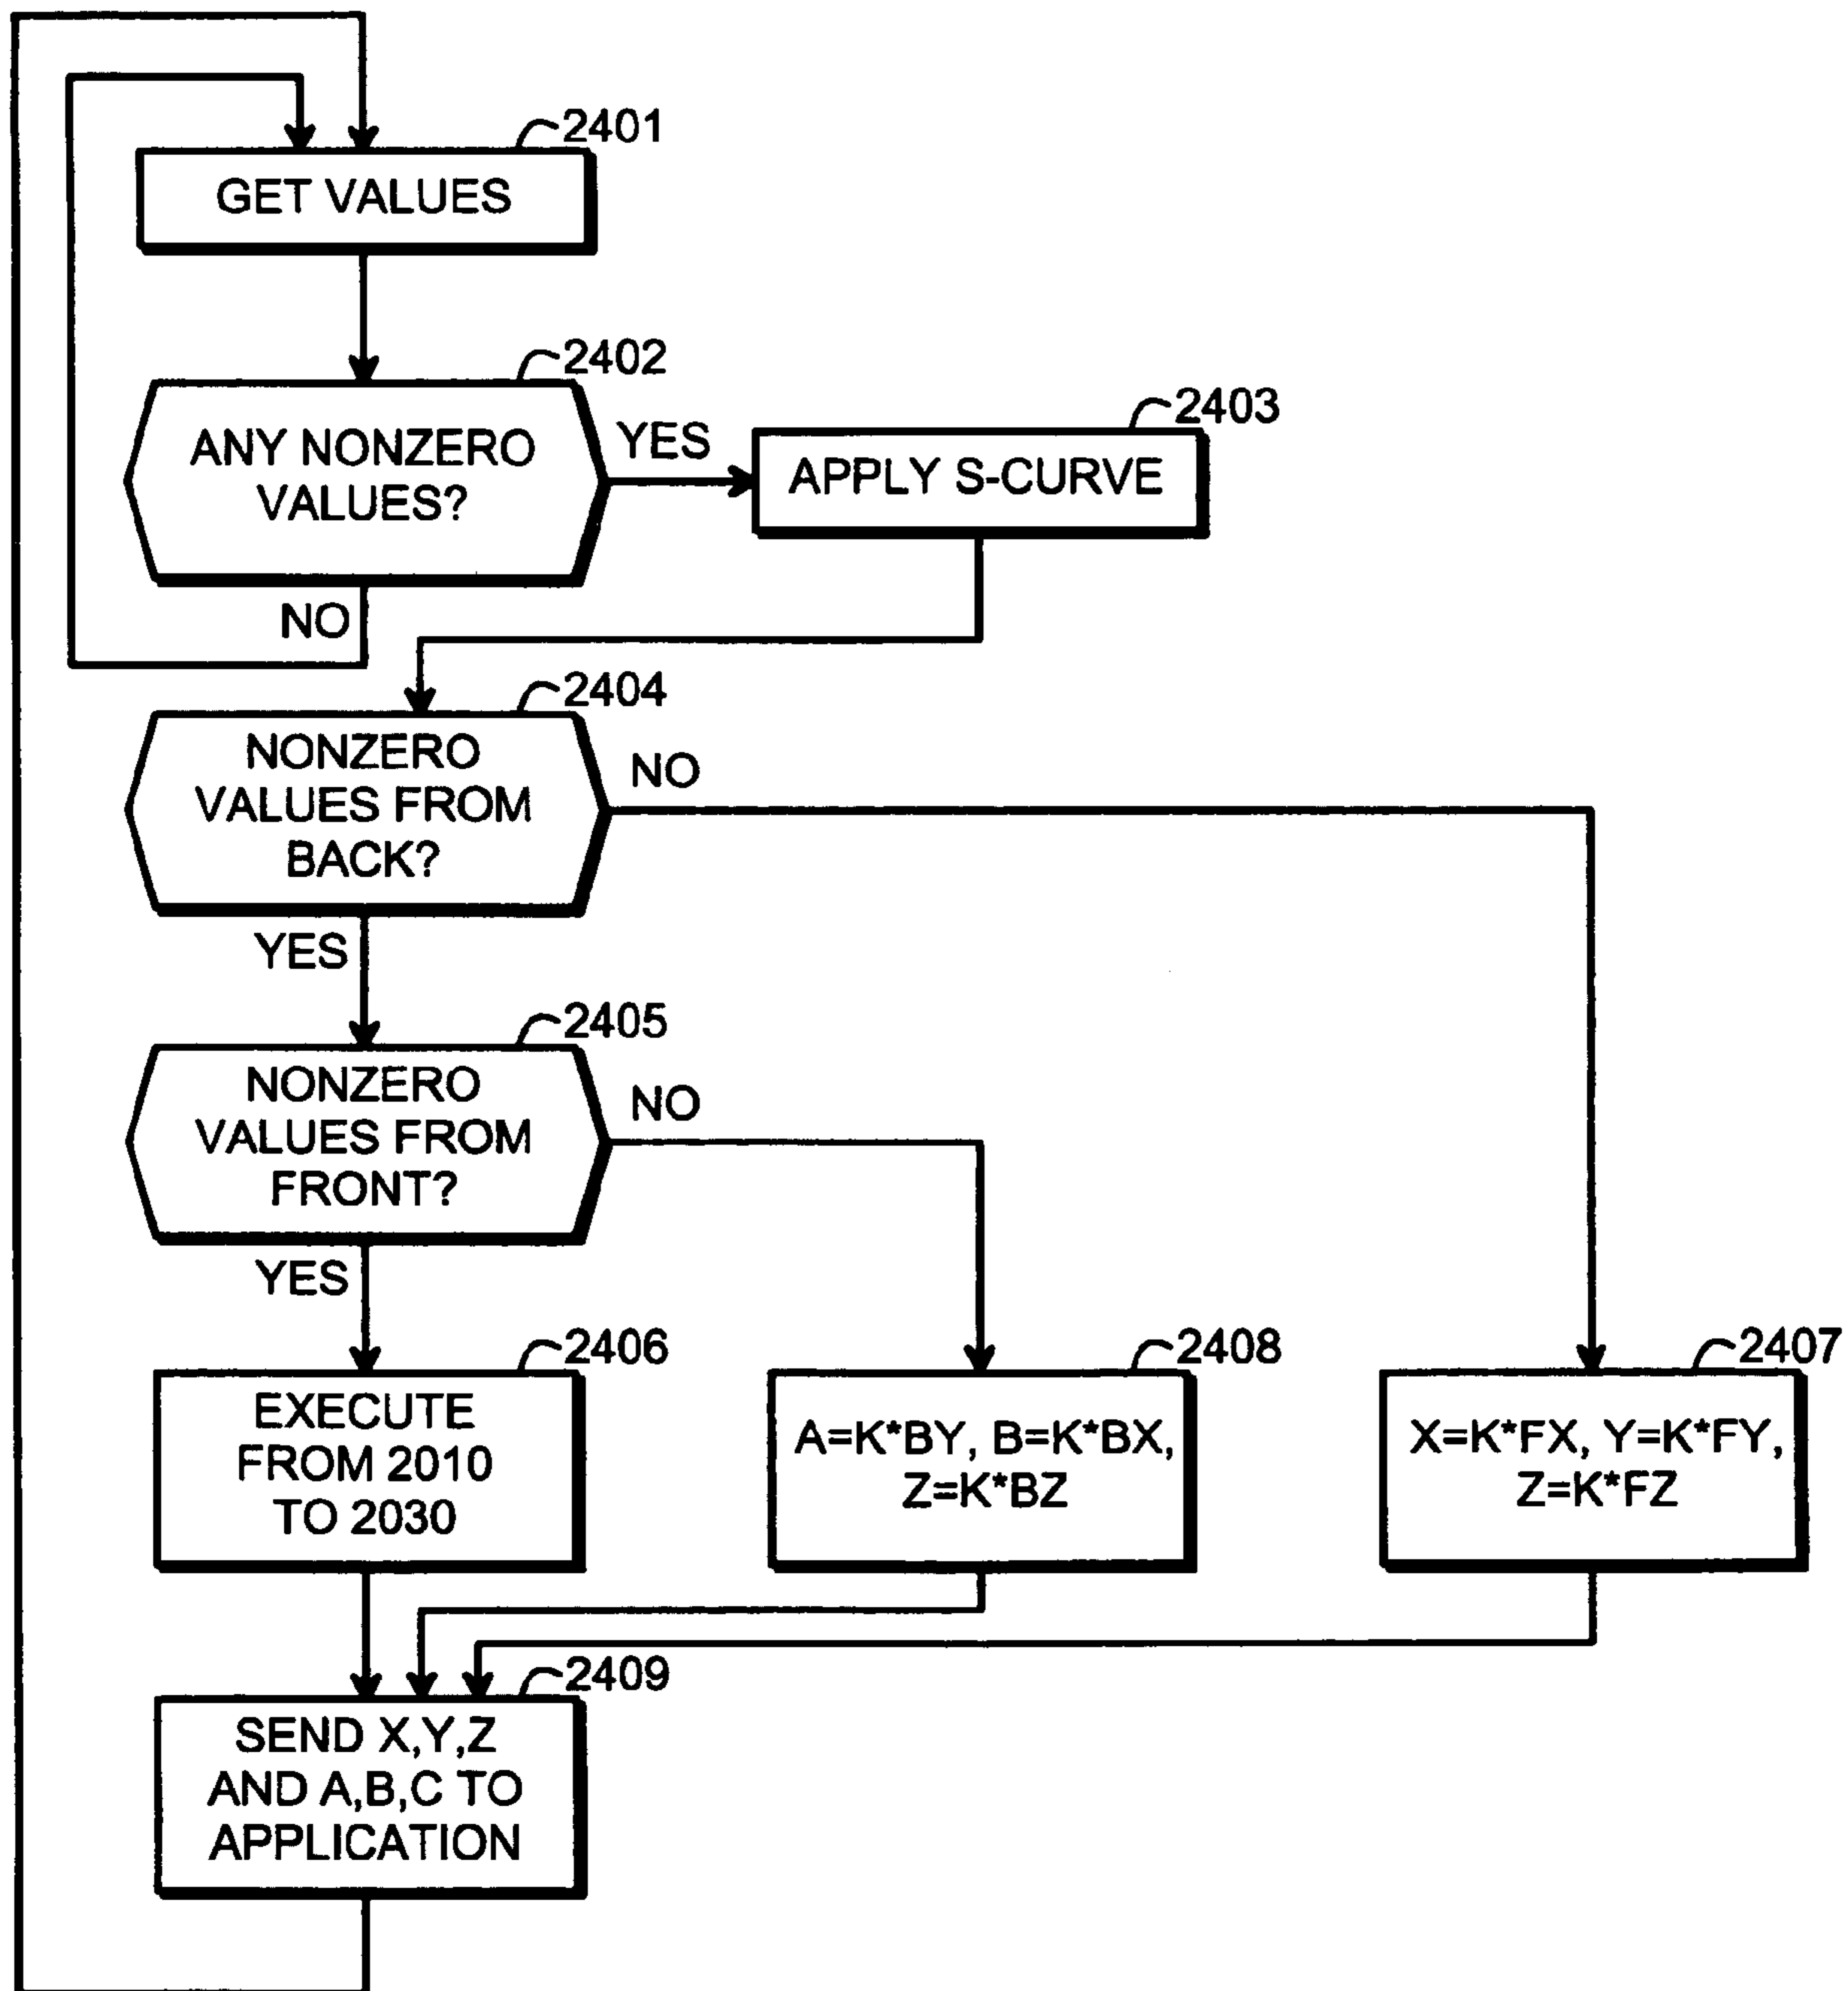 2401
GET VALUES
2402
ANY NONZERO
VALUES?
YES
2403
APPLY S-CURVE
NO
2404
NONZERO
VALUES FROM
BACK?
NO
YES
2405
NONZERO
VALUES FROM
FRONT?
NO
YES
2406
EXECUTE
FROM 2010
TO 2030
2408
A=K*BY, B=K*BX,
Z=K*BZ
2407
X=K*FX, Y=K*FY,
Z=K*FZ
2409
SEND X,Y,Z
AND A,B,C TO
APPLICATION